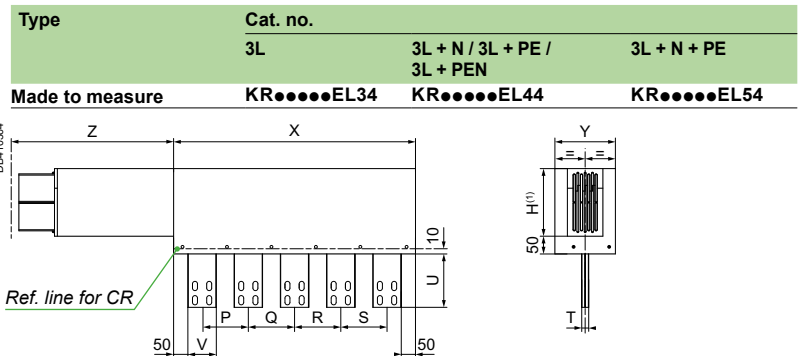 Type Cat. no.
3L 3L + N / 3L + PE / 3L + N + PE
3L + PEN
Made to measure KR●●●●●EL34 KR●●●●●EL44 KR●●●●●EL54
Z X Y
= =
H(1)
10
50
U
Ref. line for CR
P Q R S T
50 V 50